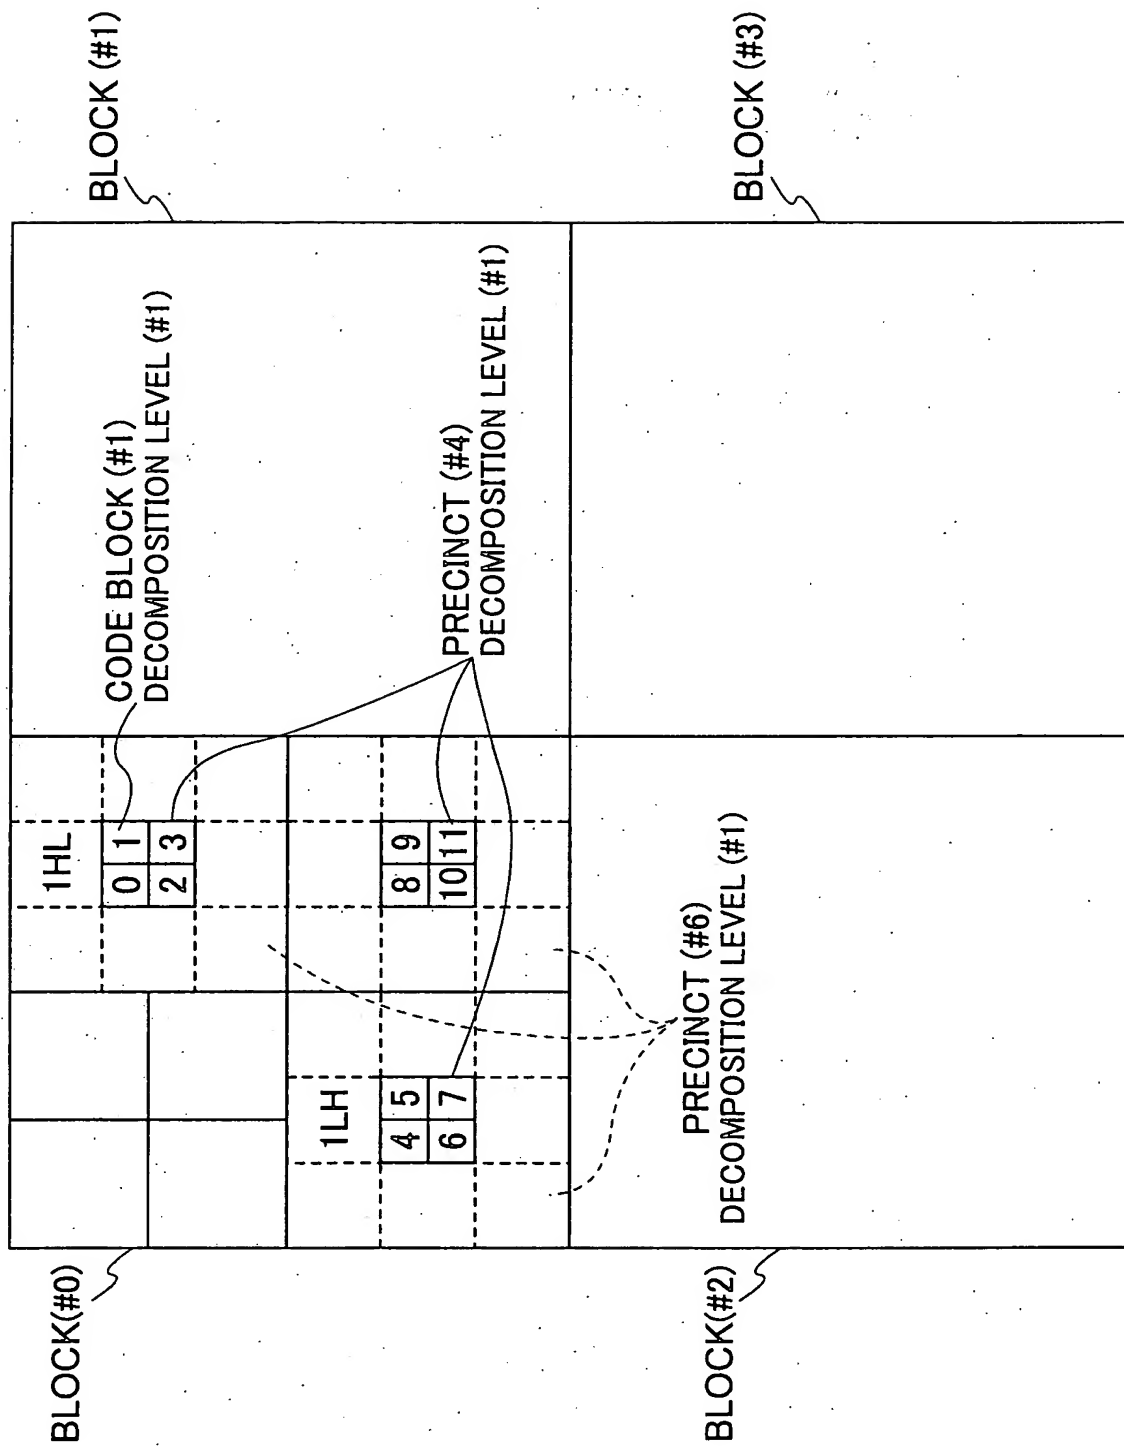 BLOCK(#0)
BLOCK (#1)
1HL
0 1
2 3
CODE BLOCK (#1)
DECOMPOSITION LEVEL (#1)
1LH
4 5
6 7
8 9
10 11
PRECINCT (#4)
DECOMPOSITION LEVEL (#1)
BLOCK(#2)
BLOCK (#3)
PRECINCT (#6)
DECOMPOSITION LEVEL (#1)